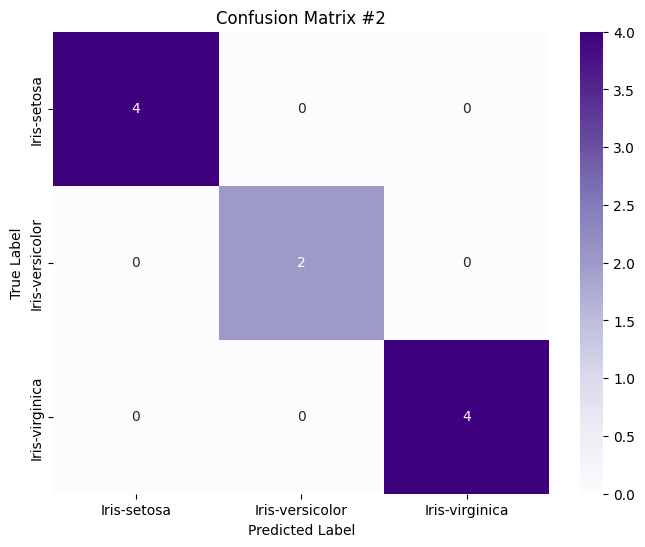 Confusion Matrix #2
True Label
Iris-setosa
4 0 0
Iris-versicolor
0 2 0
Iris-virginica
0 0 4
Iris-setosa Iris-versicolor Iris-virginica
Predicted Label
4.0
3.5
3.0
2.5
2.0
1.5
1.0
0.5
0.0